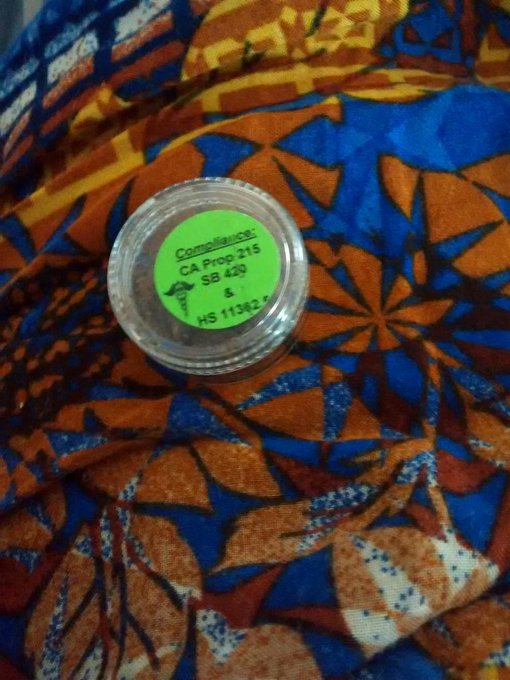 Compliance:
CA Prop 215
SB 420
&
HS 11362.5